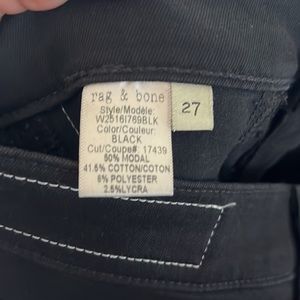 rag & bone
Style/Modèle:
W2516I769BLK
Color/Couleur:
BLACK
Cut/Coupe#: 17439
50% MODAL
41.5% COTTON/COTON
6% POLYESTER
2.5%LYCRA
27